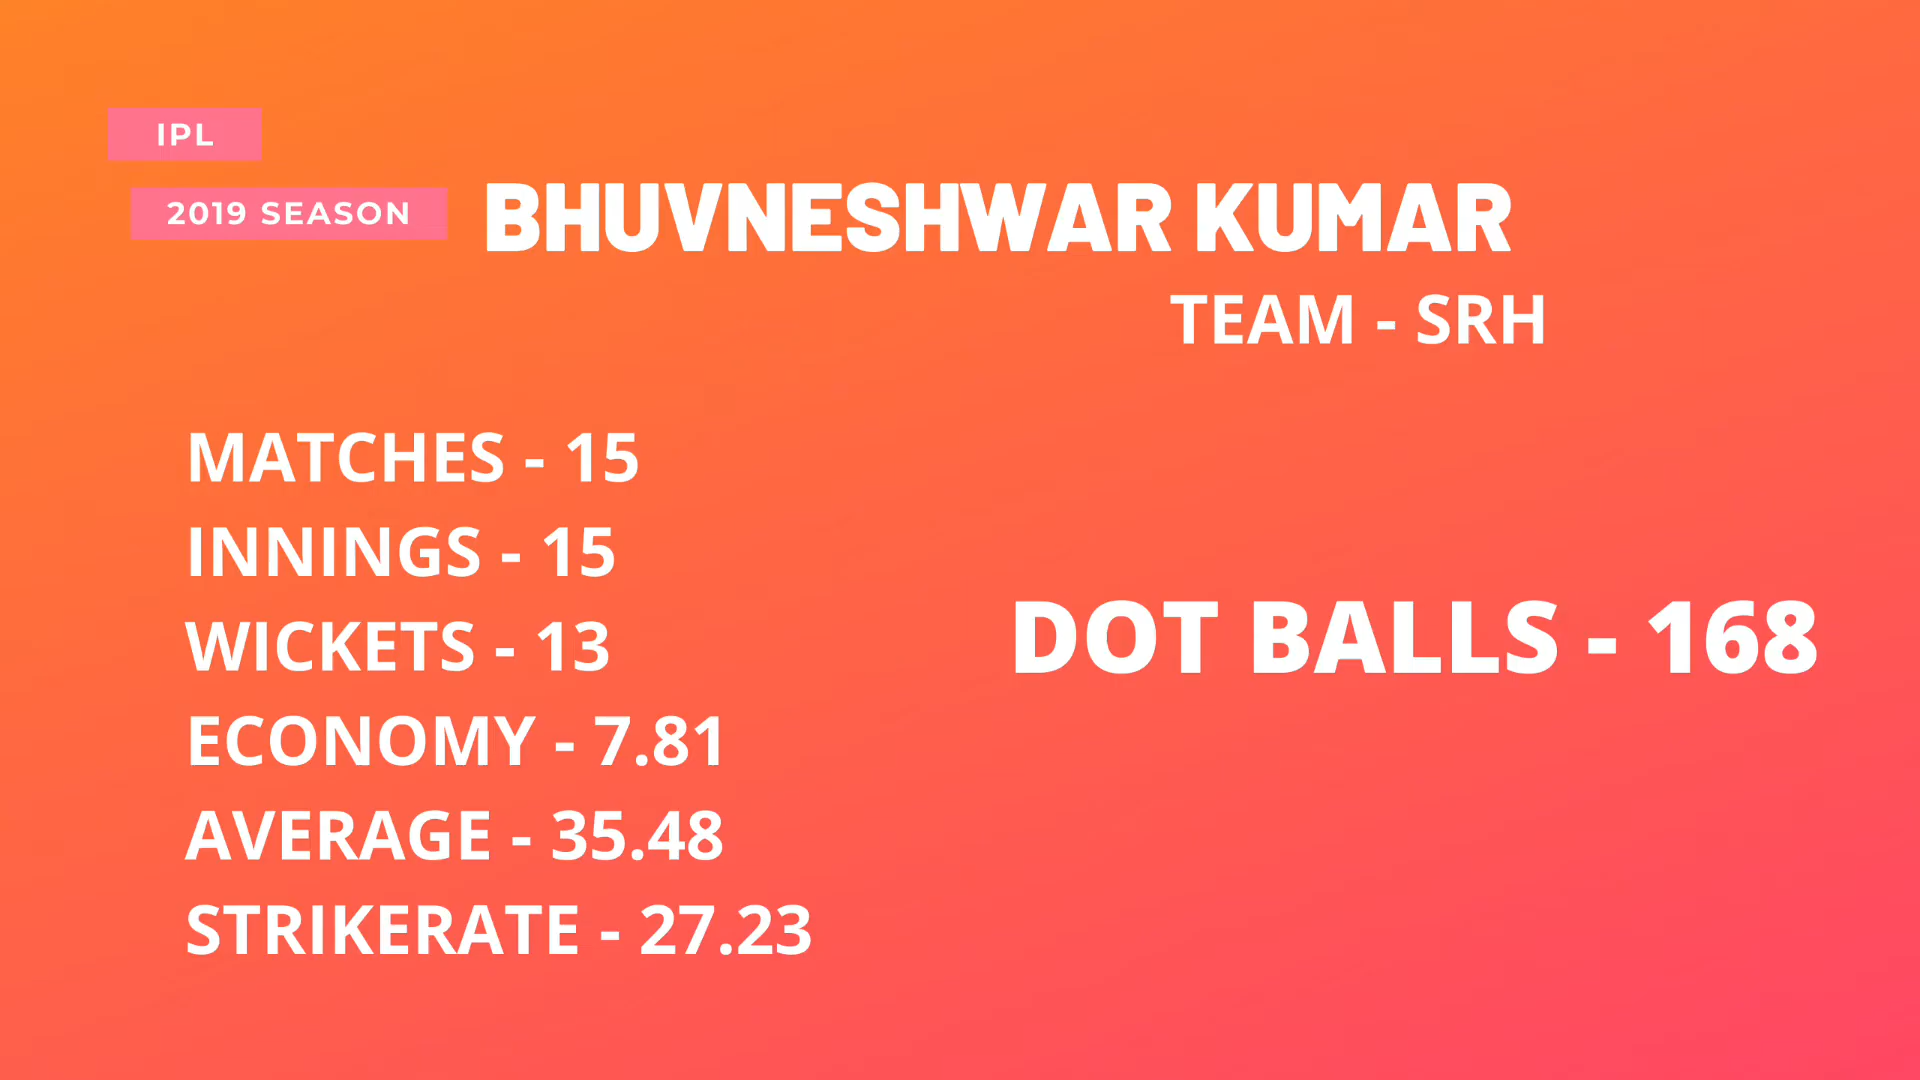 IPL
2019 SEASON
BHUVNESHWAR KUMAR
TEAM - SRH
MATCHES - 15
INNINGS - 15
WICKETS - 13
ECONOMY - 7.81
AVERAGE - 35.48
STRIKERATE - 27.23
DOT BALLS - 168